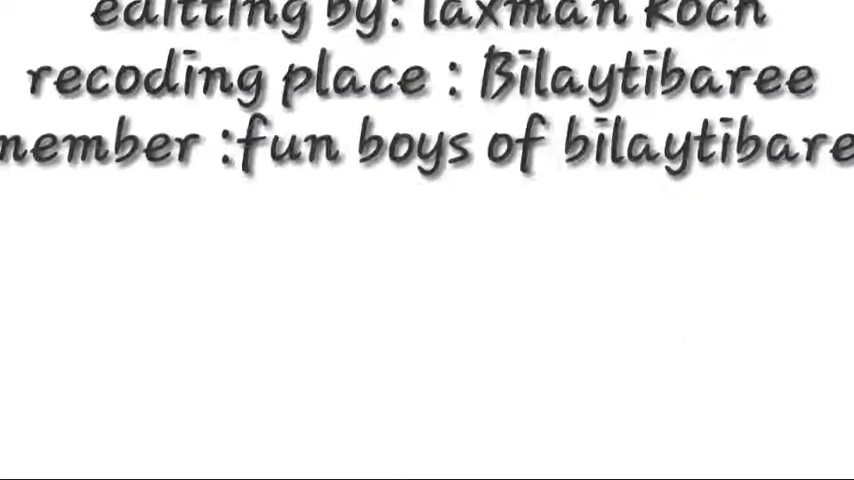 editting by: laxman koch
recoding place : Bilaytibaree
member :fun boys of bilaytibare